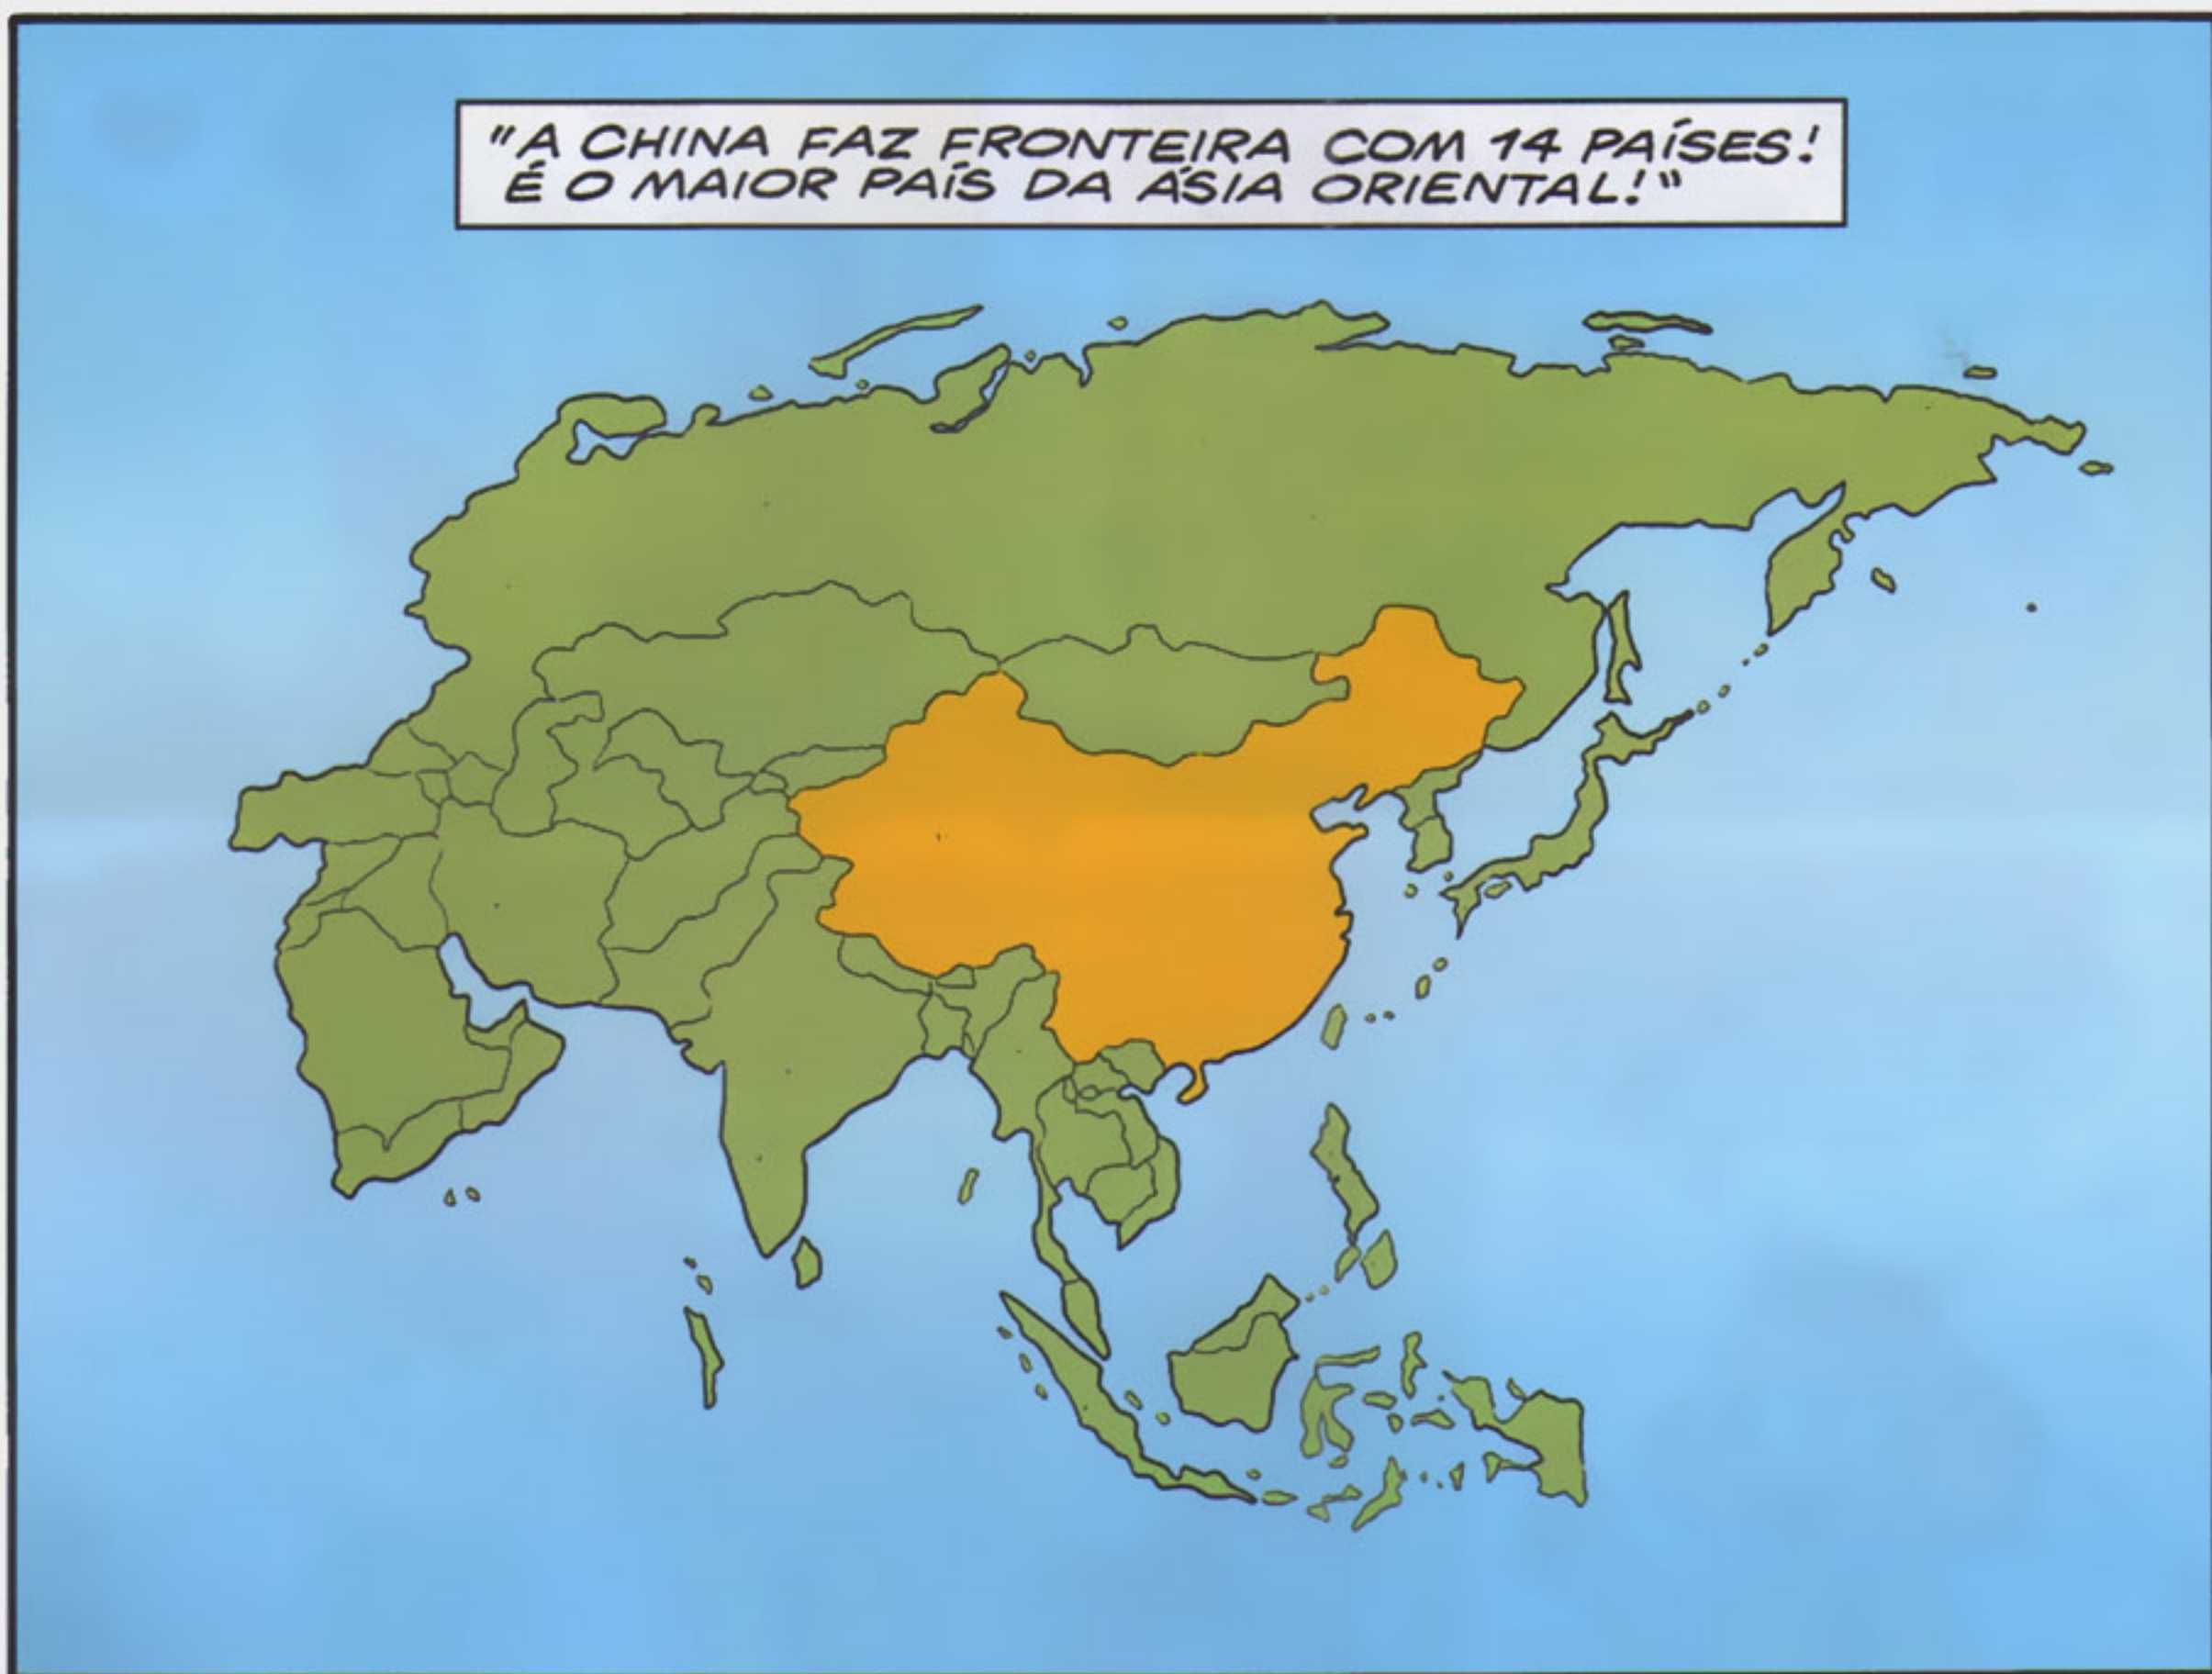 "A CHINA FAZ FRONTEIRA COM 14 PAÍSES!
É O MAIOR PAÍS DA ÁSIA ORIENTAL!"